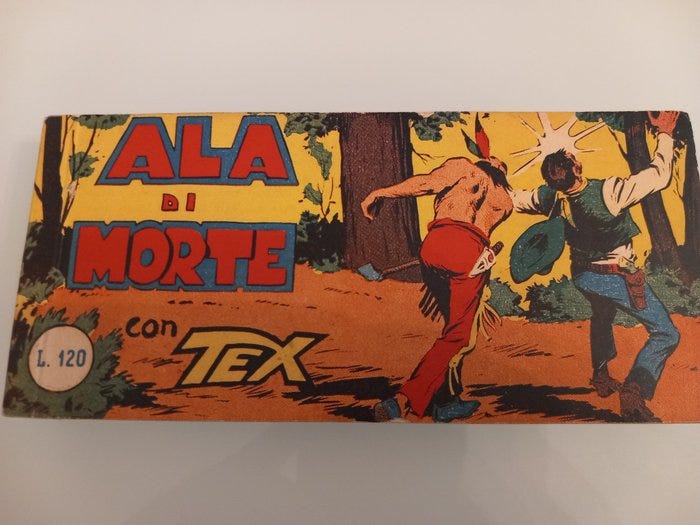 ALA
DI
MORTE
con TEX
L. 120